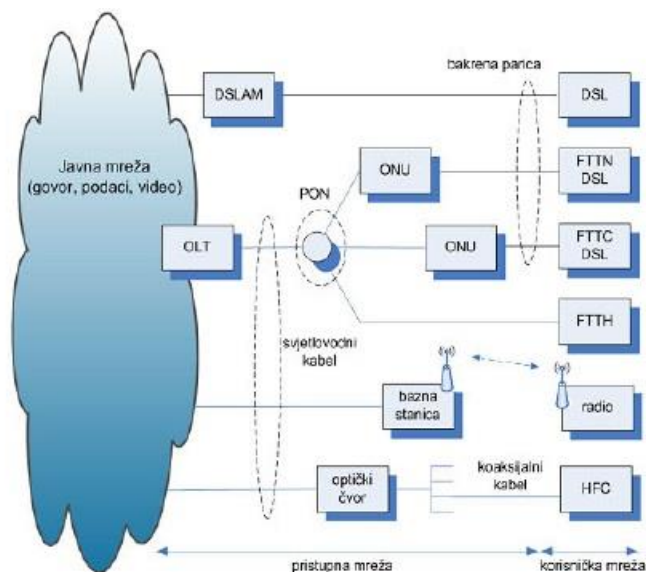 bakrena parica
DSLAM
DSL
Javna mreža
(govor, podaci, video)
PON
ONU
FTTN
DSL
OLT
ONU
FTTC
DSL
svjetlovodni
kabel
FTTH
bazna
stanica
radio
optički
čvor
koaksijalni
kabel
HFC
pristupna mreža
korisnička mreža